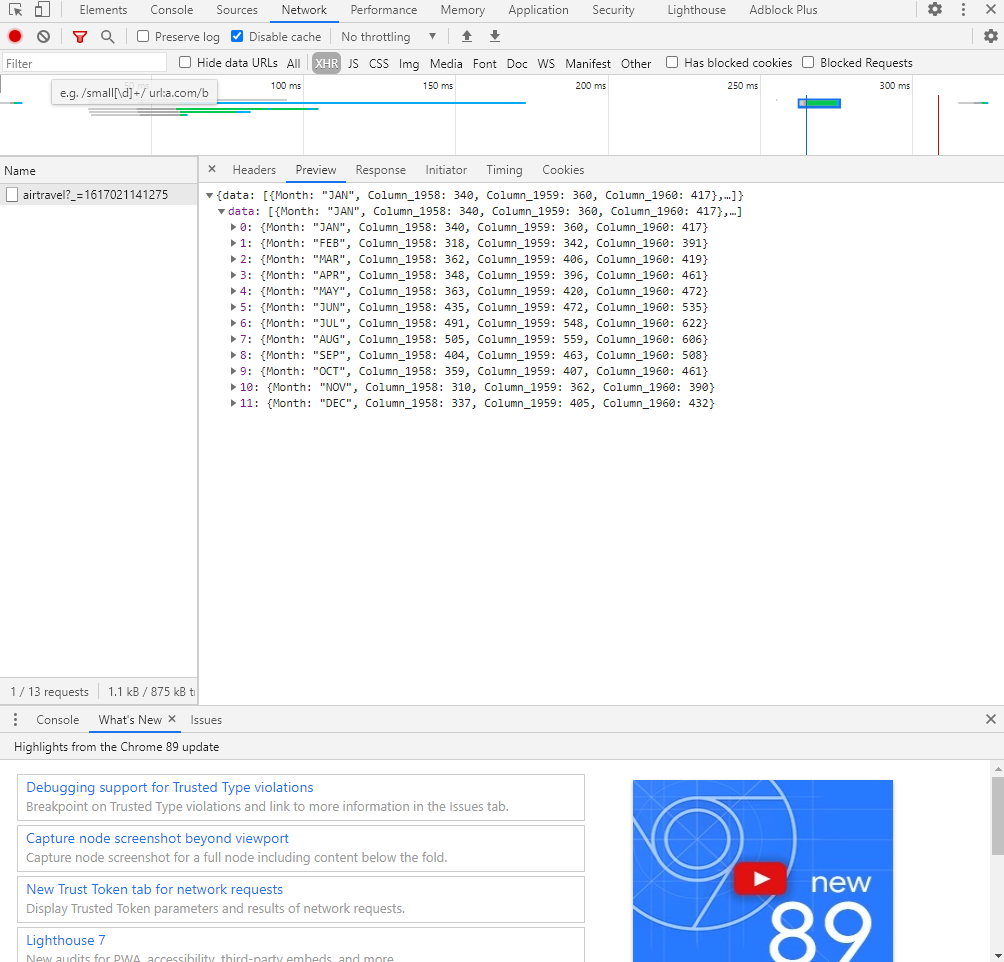 Elements Console Sources Network Performance Memory Application Security Lighthouse Adblock Plus
Preserve log Disable cache No throttling
Filter Hide data URLs All XHR JS CSS Img Media Font Doc WS Manifest Other Has blocked cookies Blocked Requests
100 ms 150 ms 200 ms 250 ms 300 ms
e.g. /small[\d]+/ url:a.com/b
Name
airtravel?_=1617021141275
Headers Preview Response Initiator Timing Cookies
{data: [{Month: "JAN", Column_1958: 340, Column_1959: 360, Column_1960: 417},…]}
data: [{Month: "JAN", Column_1958: 340, Column_1959: 360, Column_1960: 417},…]
0: {Month: "JAN", Column_1958: 340, Column_1959: 360, Column_1960: 417}
1: {Month: "FEB", Column_1958: 318, Column_1959: 342, Column_1960: 391}
2: {Month: "MAR", Column_1958: 362, Column_1959: 406, Column_1960: 419}
3: {Month: "APR", Column_1958: 348, Column_1959: 396, Column_1960: 461}
4: {Month: "MAY", Column_1958: 363, Column_1959: 420, Column_1960: 472}
5: {Month: "JUN", Column_1958: 435, Column_1959: 472, Column_1960: 535}
6: {Month: "JUL", Column_1958: 491, Column_1959: 548, Column_1960: 622}
7: {Month: "AUG", Column_1958: 505, Column_1959: 559, Column_1960: 606}
8: {Month: "SEP", Column_1958: 404, Column_1959: 463, Column_1960: 508}
9: {Month: "OCT", Column_1958: 359, Column_1959: 407, Column_1960: 461}
10: {Month: "NOV", Column_1958: 310, Column_1959: 362, Column_1960: 390}
11: {Month: "DEC", Column_1958: 337, Column_1959: 405, Column_1960: 432}
1 / 13 requests 1.1 kB / 875 kB
Console What's New Issues
Highlights from the Chrome 89 update
Debugging support for Trusted Type violations
Breakpoint on Trusted Type violations and link to more information in the Issues tab.
Capture node screenshot beyond viewport
Capture node screenshot for a full node including content below the fold.
New Trust Token tab for network requests
Display Trusted Token parameters and results of network requests.
Lighthouse 7
New audits for PWA, accessibility, third-party embeds, and more.
new
89